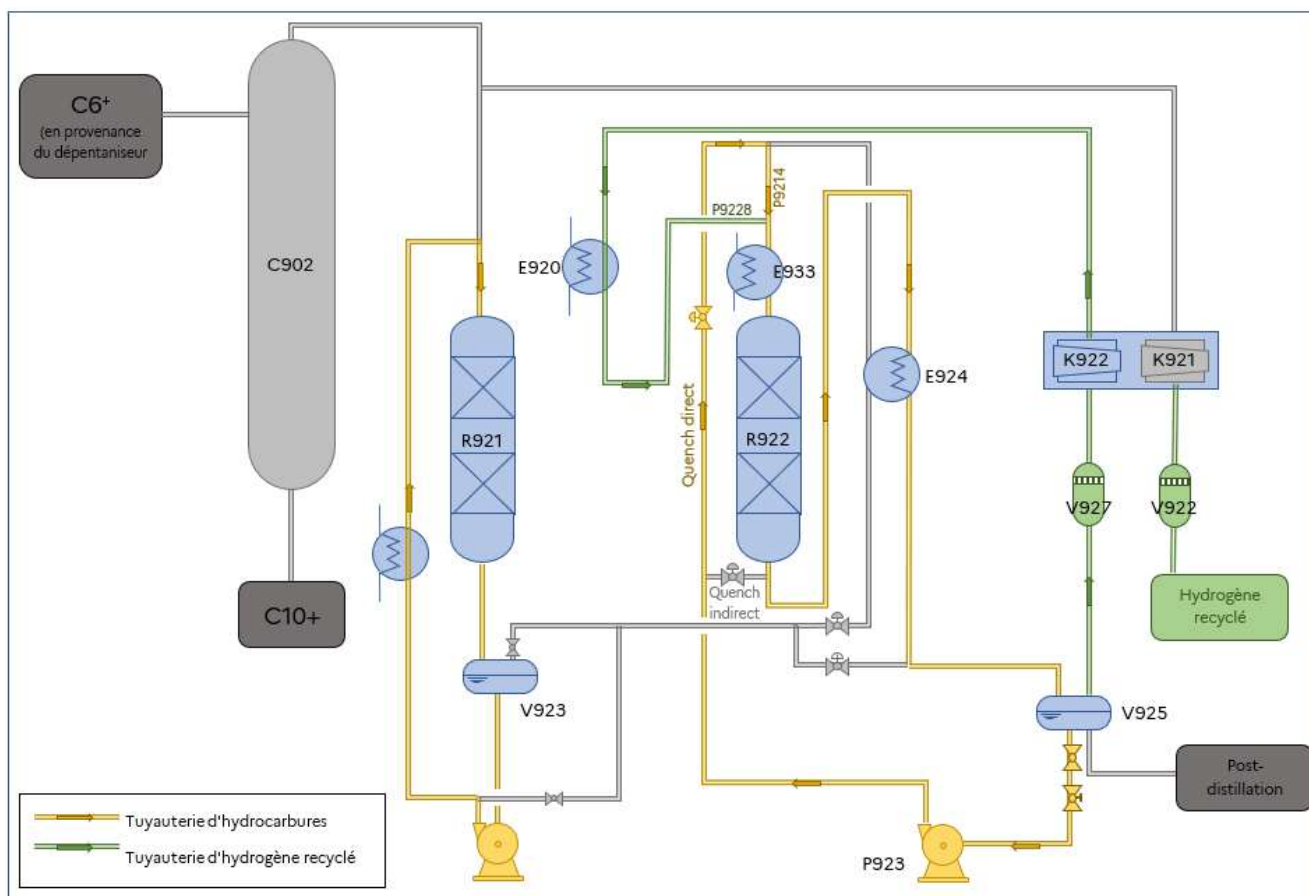 C6⁺
(en provenance
du dépentaniseur
C902
C10+
E920
P9228
P9214
E933
R921
R922
Quench direct
Quench
indirect
E924
K922
K921
V927
V922
Hydrogène
recyclé
V923
V925
Post-
distillation
P923
Tuyauterie d'hydrocarbures
Tuyauterie d'hydrogène recyclé